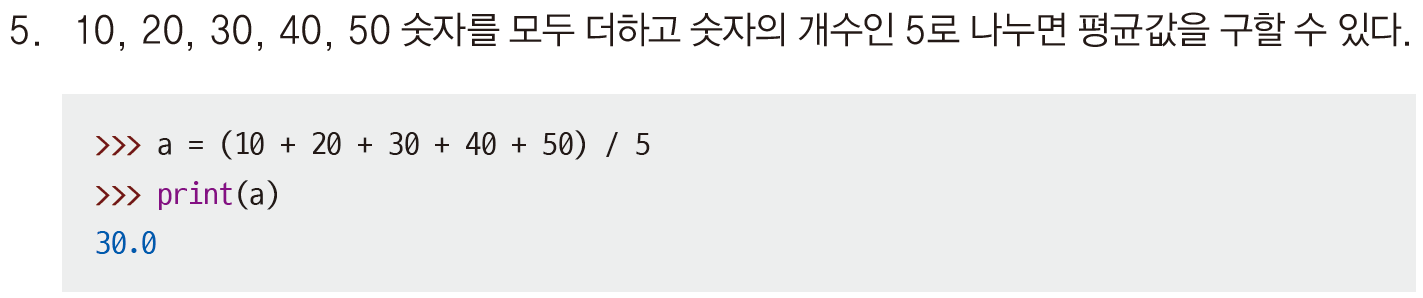 5. 10, 20, 30, 40, 50 숫자를 모두 더하고 숫자의 개수인 5로 나누면 평균값을 구할 수 있다.
>>> a = (10 + 20 + 30 + 40 + 50) / 5
>>> print(a)
30.0